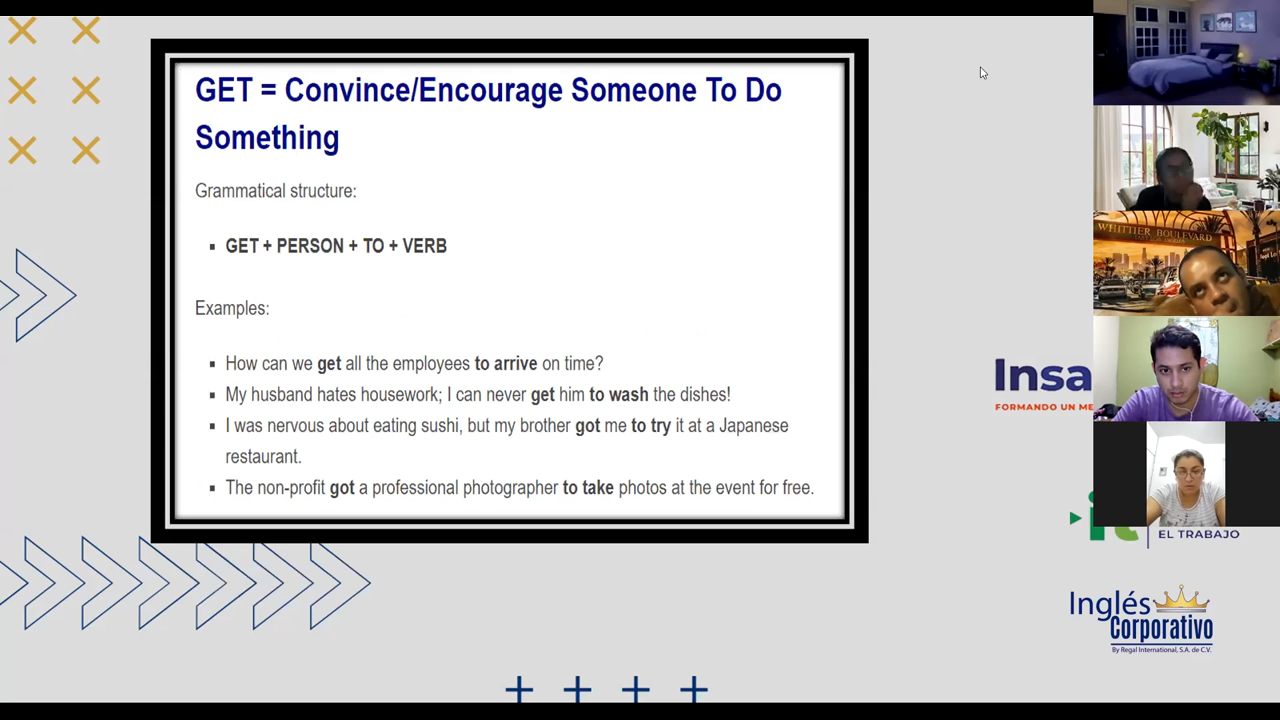 GET = Convince/Encourage Someone To Do
Something
Grammatical structure:
GET + PERSON + TO + VERB
Examples:
How can we get all the employees to arrive on time?
My husband hates housework; I can never get him to wash the dishes!
I was nervous about eating sushi, but my brother got me to try it at a Japanese
restaurant.
The non-profit got a professional photographer to take photos at the event for free.
WHITTIER BOULEVARD
Insa
FORMANDO UN ME
EL TRABAJO
Inglés
Corporativo
By Regal International, S.A. de C.V.